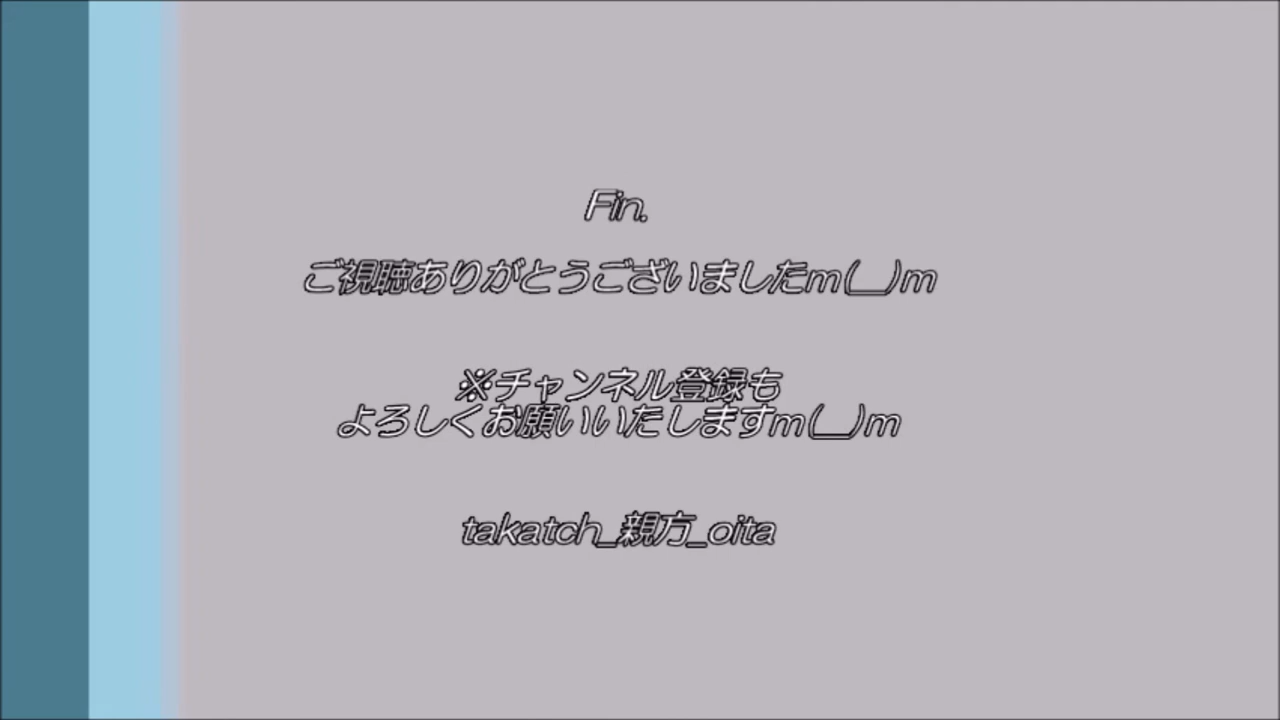 Fin.
ご視聴ありがとうございましたm(__)m
※チャンネル登録も
よろしくお願いいたしますm(__)m
takatch_親方_oita